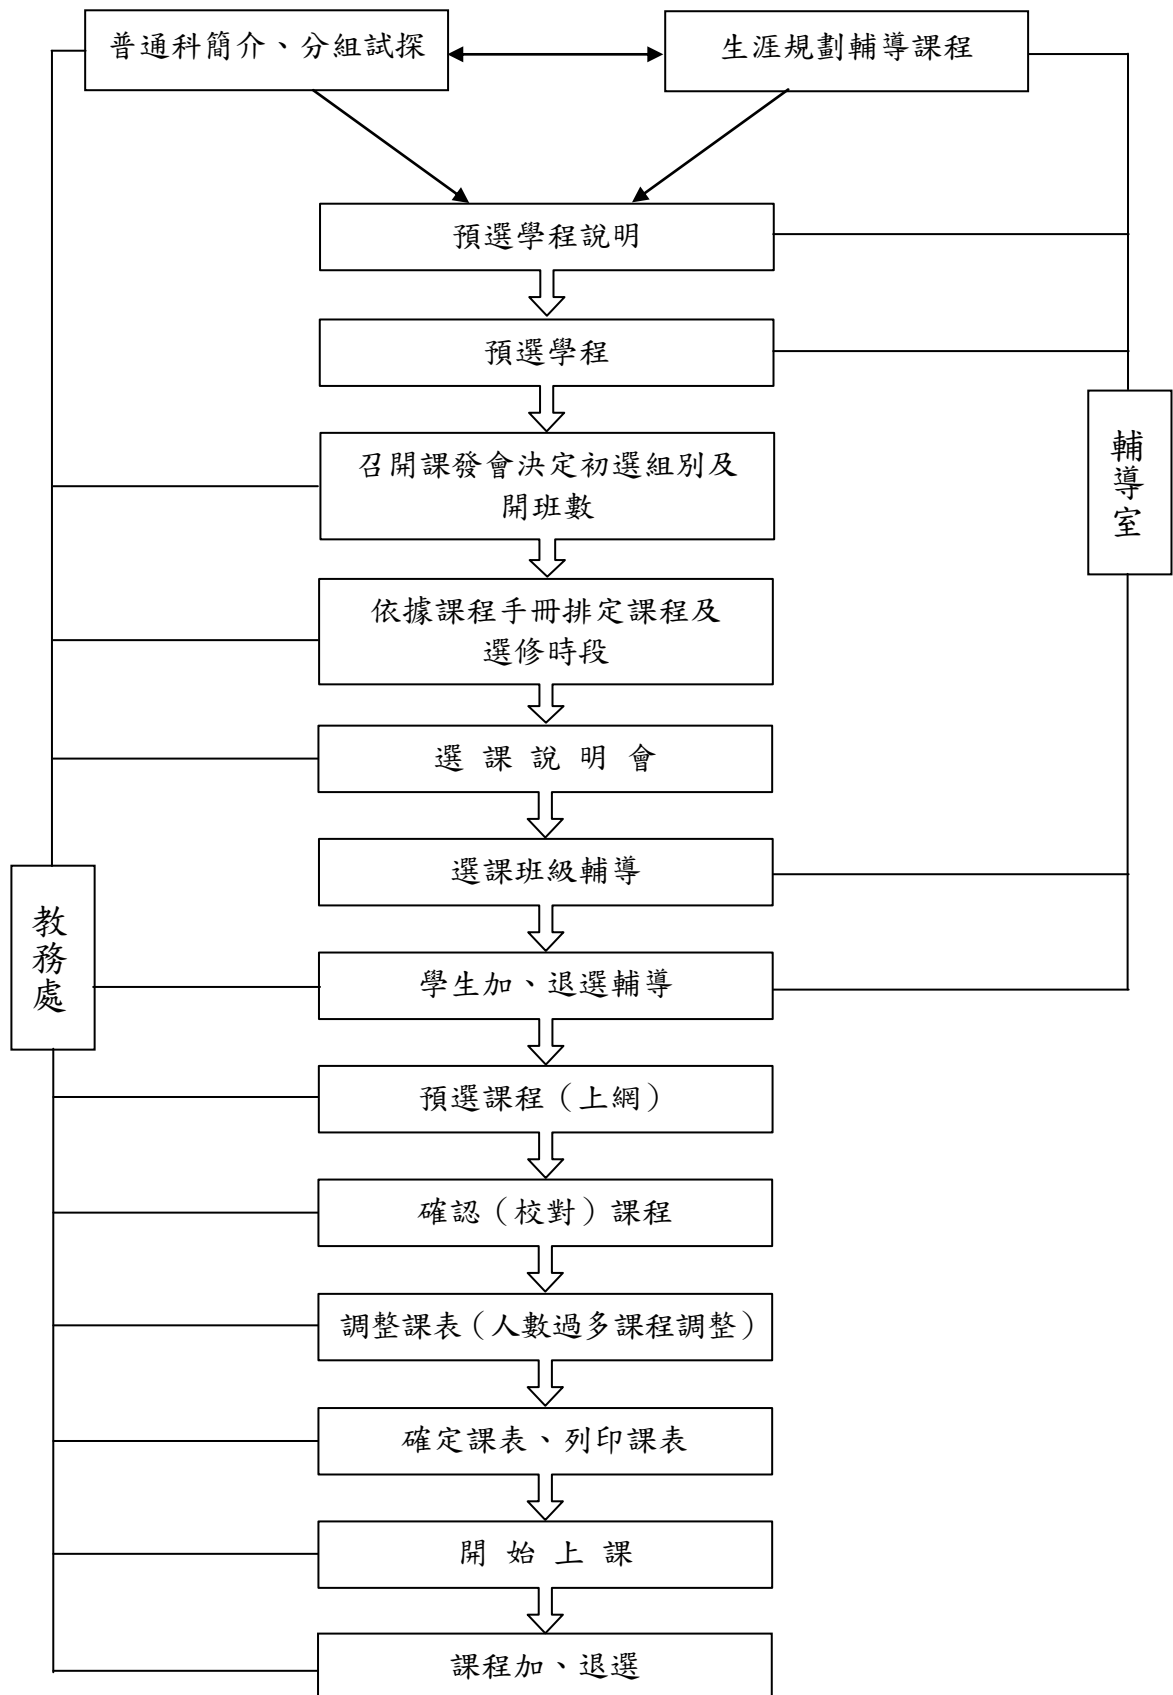 普通科簡介、分組試探
生涯規劃輔導課程
預選學程說明
預選學程
召開課發會決定初選組別及
開班數
輔導室
依據課程手冊排定課程及
選修時段
選課說明會
選課班級輔導
教務處
學生加、退選輔導
預選課程（上網）
確認（校對）課程
調整課表（人數過多課程調整）
確定課表、列印課表
開始上課
課程加、退選